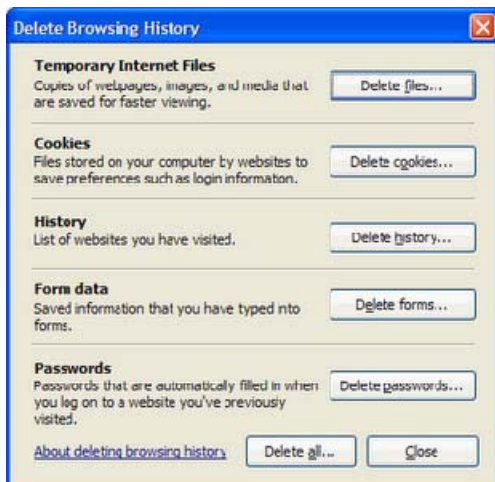 Delete Browsing History
Temporary Internet Files
Copies of webpages, images, and media that
are saved for faster viewing.
Delete files...
Cookies
Files stored on your computer by websites to
save preferences such as login information.
Delete cookies...
History
List of websites you have visited.
Delete history...
Form data
Saved information that you have typed into
forms.
Delete forms...
Passwords
Passwords that are automatically filled in when
you log on to a website you've previously
visited.
Delete passwords...
About deleting browsing history
Delete all...
Close